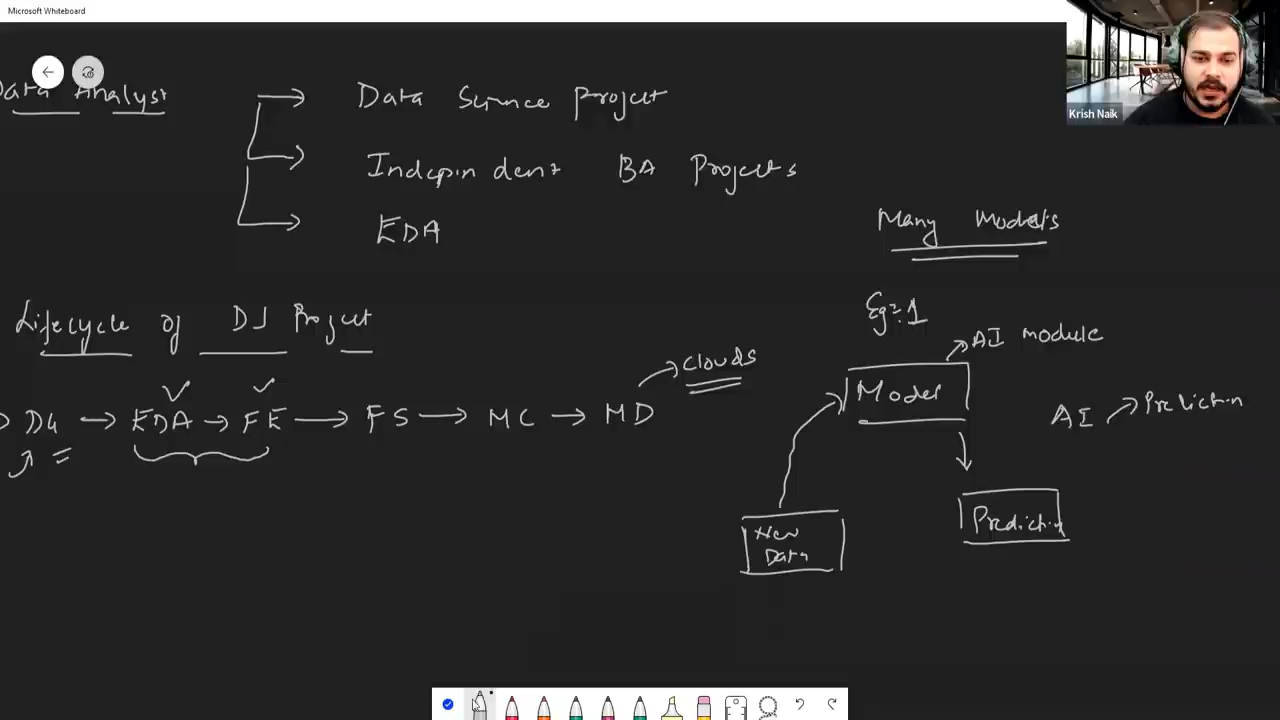 Microsoft Whiteboard
Krish Naik
Data Analyst
Data Science Project
Independent BA Projects
EDA
Many Models
Lifecycle of DS Project
Eg:1
AI module
clouds
Model
EDA → FE → FS → MC → MD
AI Prediction
Prediction
New
Data